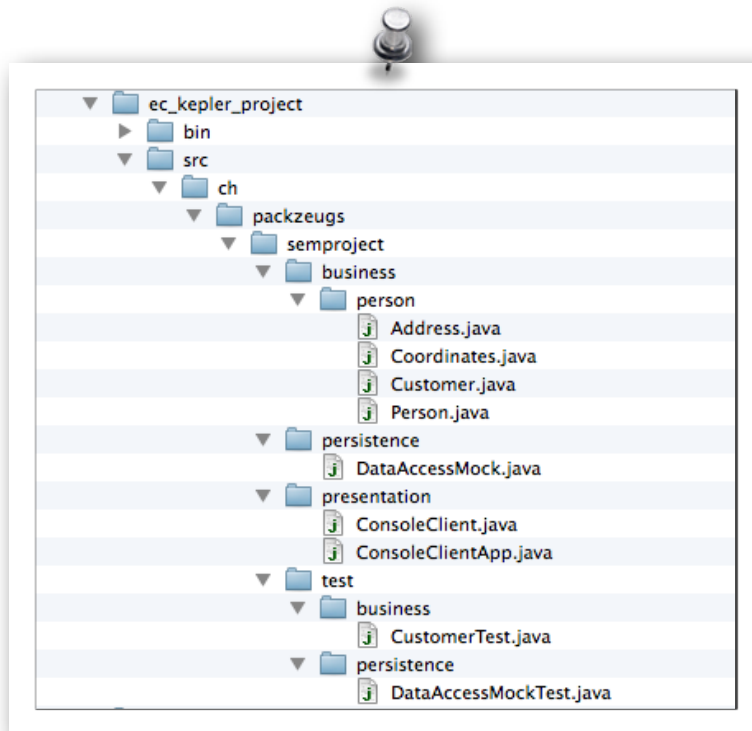 ec_kepler_project
bin
src
ch
packzeugs
semproject
business
person
Address.java
Coordinates.java
Customer.java
Person.java
persistence
DataAccessMock.java
presentation
ConsoleClient.java
ConsoleClientApp.java
test
business
CustomerTest.java
persistence
DataAccessMockTest.java